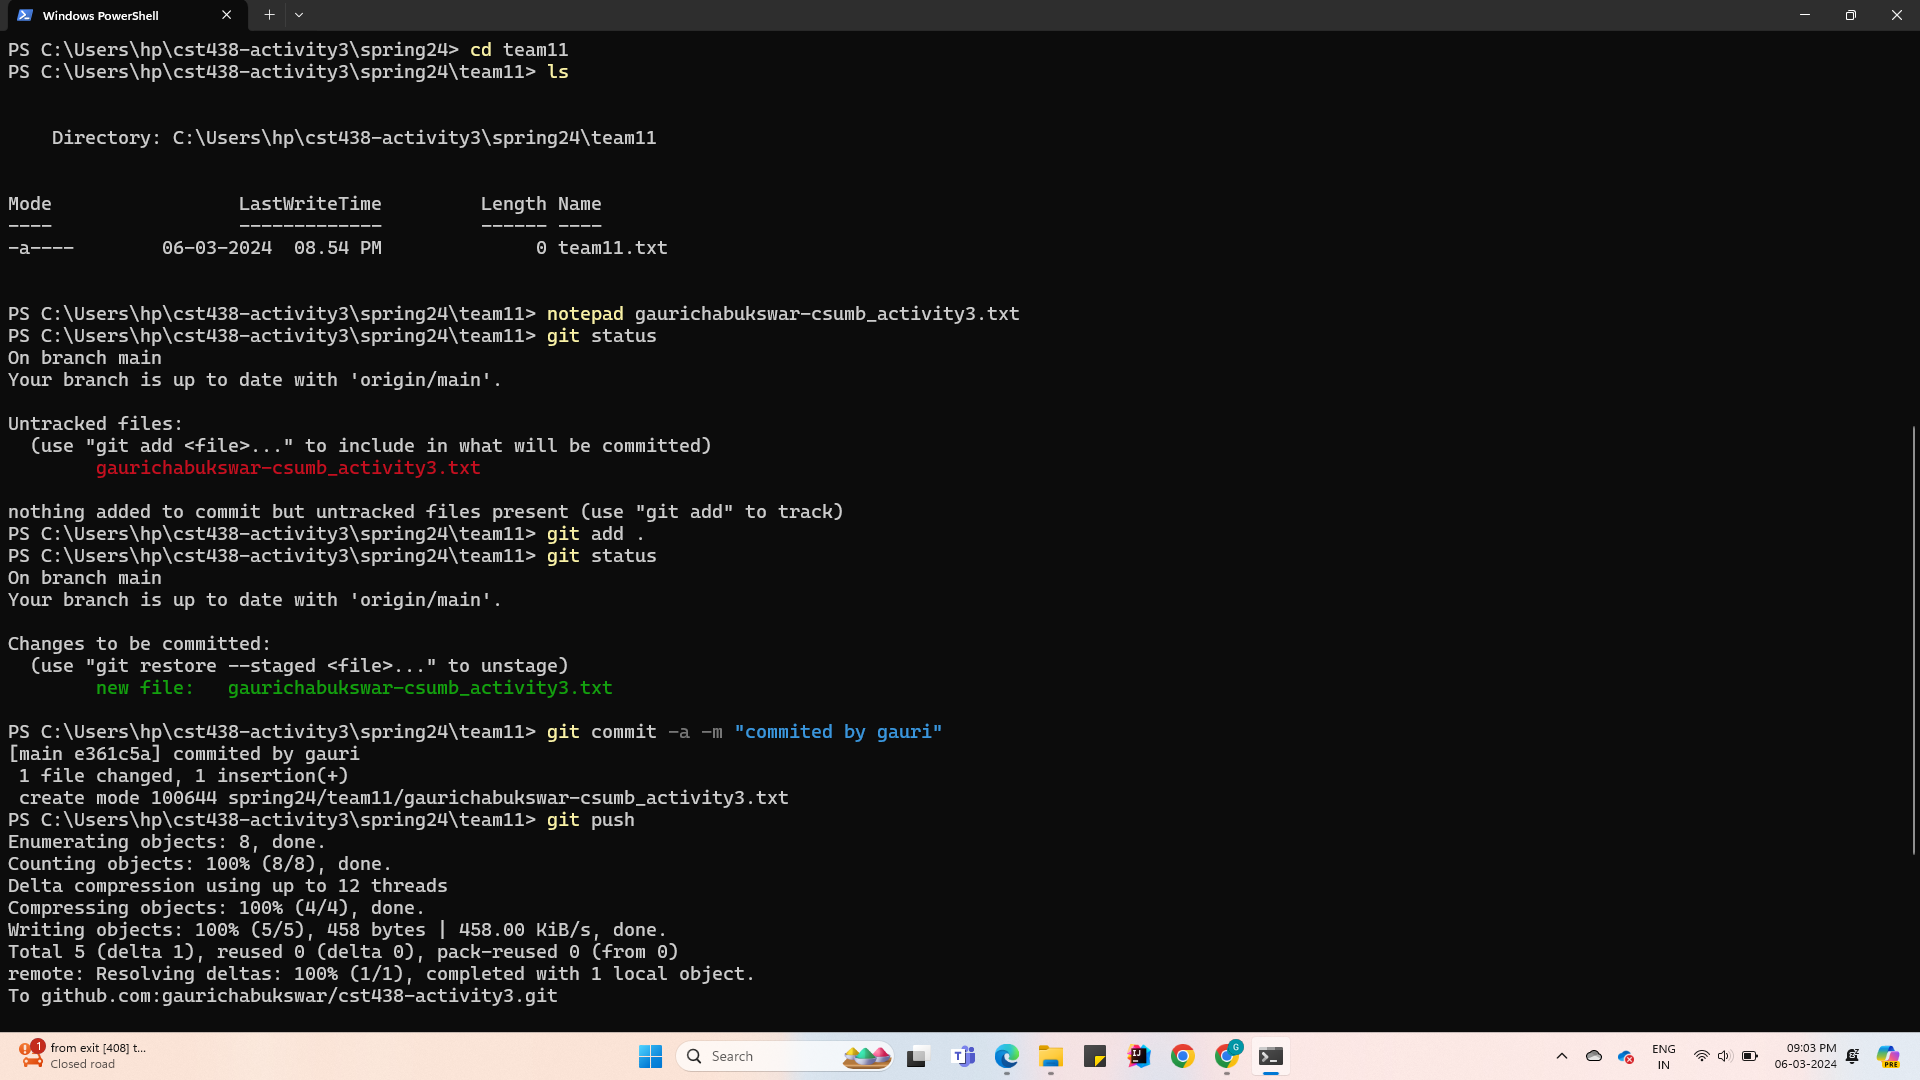 Windows PowerShell
PS C:\Users\hp\cst438-activity3\spring24> cd team11
PS C:\Users\hp\cst438-activity3\spring24\team11> ls
Directory: C:\Users\hp\cst438-activity3\spring24\team11
Mode LastWriteTime Length Name
---- ------------- ------ ----
-a---- 06-03-2024 08.54 PM 0 team11.txt
PS C:\Users\hp\cst438-activity3\spring24\team11> notepad gaurichabukswar-csumb_activity3.txt
PS C:\Users\hp\cst438-activity3\spring24\team11> git status
On branch main
Your branch is up to date with 'origin/main'.
Untracked files:
(use "git add <file>..." to include in what will be committed)
gaurichabukswar-csumb_activity3.txt
nothing added to commit but untracked files present (use "git add" to track)
PS C:\Users\hp\cst438-activity3\spring24\team11> git add .
PS C:\Users\hp\cst438-activity3\spring24\team11> git status
On branch main
Your branch is up to date with 'origin/main'.
Changes to be committed:
(use "git restore --staged <file>..." to unstage)
new file: gaurichabukswar-csumb_activity3.txt
PS C:\Users\hp\cst438-activity3\spring24\team11> git commit -a -m "commited by gauri"
[main e361c5a] commited by gauri
1 file changed, 1 insertion(+)
create mode 100644 spring24/team11/gaurichabukswar-csumb_activity3.txt
PS C:\Users\hp\cst438-activity3\spring24\team11> git push
Enumerating objects: 8, done.
Counting objects: 100% (8/8), done.
Delta compression using up to 12 threads
Compressing objects: 100% (4/4), done.
Writing objects: 100% (5/5), 458 bytes | 458.00 KiB/s, done.
Total 5 (delta 1), reused 0 (delta 0), pack-reused 0 (from 0)
remote: Resolving deltas: 100% (1/1), completed with 1 local object.
To github.com:gaurichabukswar/cst438-activity3.git
1
from exit [408] t...
Closed road
Search
G
ENG
IN
09:03 PM
06-03-2024
PRE